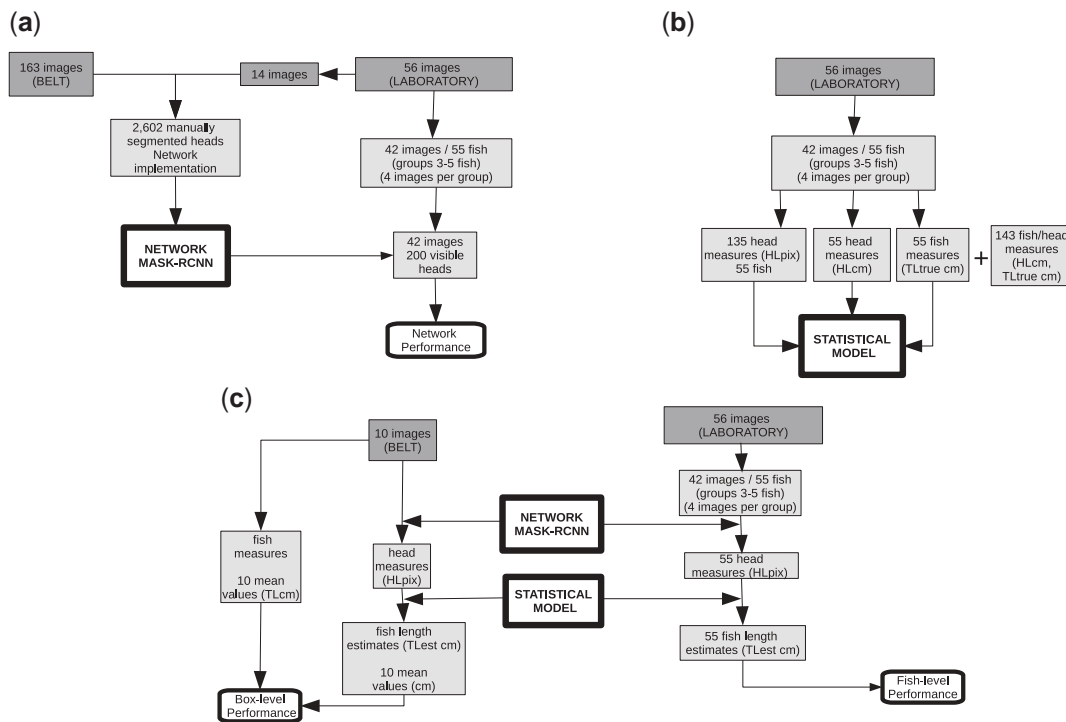 (a)
163 images
(BELT)
14 images
56 images
(LABORATORY)
2,602 manually
segmented heads
Network
implementation
42 images / 55 fish
(groups 3-5 fish)
(4 images per group)
NETWORK
MASK-RCNN
42 images
200 visible
heads
Network
Performance
(b)
56 images
(LABORATORY)
42 images / 55 fish
(groups 3-5 fish)
(4 images per group)
135 head
measures (HLpix)
55 fish
55 head
measures
(HLcm)
55 fish
measures
(TLtrue cm)
+
143 fish/head
measures
(HLcm,
TLtrue cm)
STATISTICAL
MODEL
(c)
10 images
(BELT)
56 images
(LABORATORY)
42 images / 55 fish
(groups 3-5 fish)
(4 images per group)
NETWORK
MASK-RCNN
fish
measures
10 mean
values (TLcm)
head
measures
(HLpix)
55 head
measures (HLpix)
STATISTICAL
MODEL
fish length
estimates (TLest cm)
10 mean
values (cm)
55 fish length
estimates (TLest cm)
Box-level
Performance
Fish-level
Performance